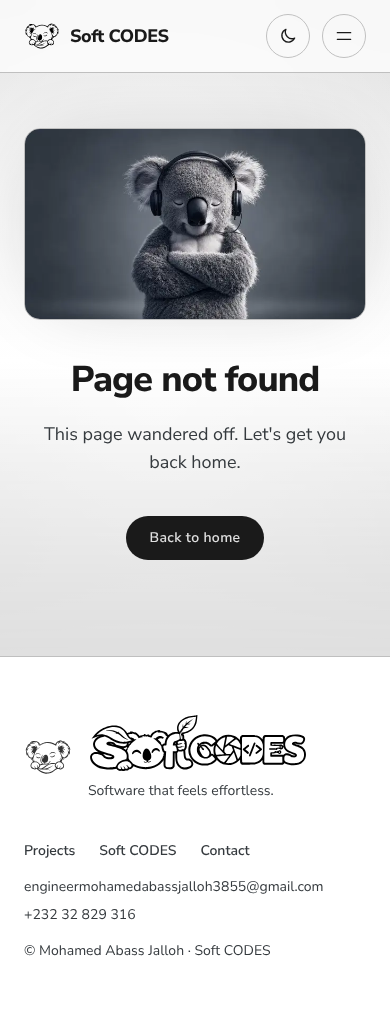 Soft CODES
Page not found
This page wandered off. Let's get you
back home.
Back to home
SoftCODES
Software that feels effortless.
Projects Soft CODES Contact
engineermohamedabassjalloh3855@gmail.com
+232 32 829 316
© Mohamed Abass Jalloh · Soft CODES